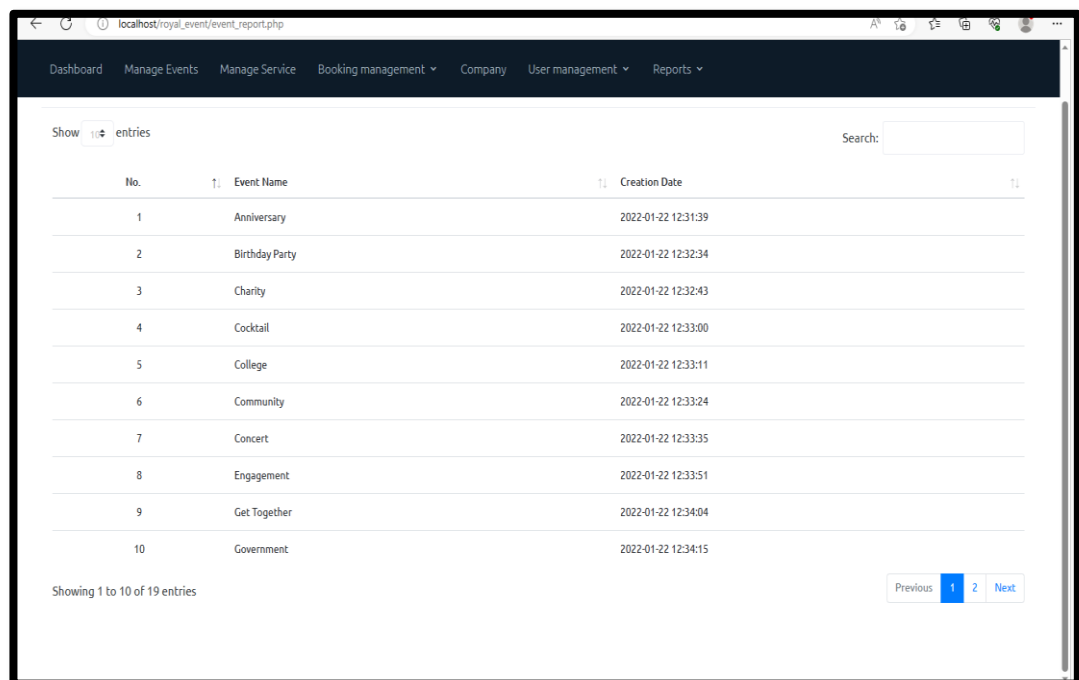 localhost/royal_event/event_report.php
Dashboard Manage Events Manage Service Booking management Company User management Reports
Show 10 entries Search:
No. Event Name Creation Date
1 Anniversary 2022-01-22 12:31:39
2 Birthday Party 2022-01-22 12:32:34
3 Charity 2022-01-22 12:32:43
4 Cocktail 2022-01-22 12:33:00
5 College 2022-01-22 12:33:11
6 Community 2022-01-22 12:33:24
7 Concert 2022-01-22 12:33:35
8 Engagement 2022-01-22 12:33:51
9 Get Together 2022-01-22 12:34:04
10 Government 2022-01-22 12:34:15
Showing 1 to 10 of 19 entries Previous 1 2 Next